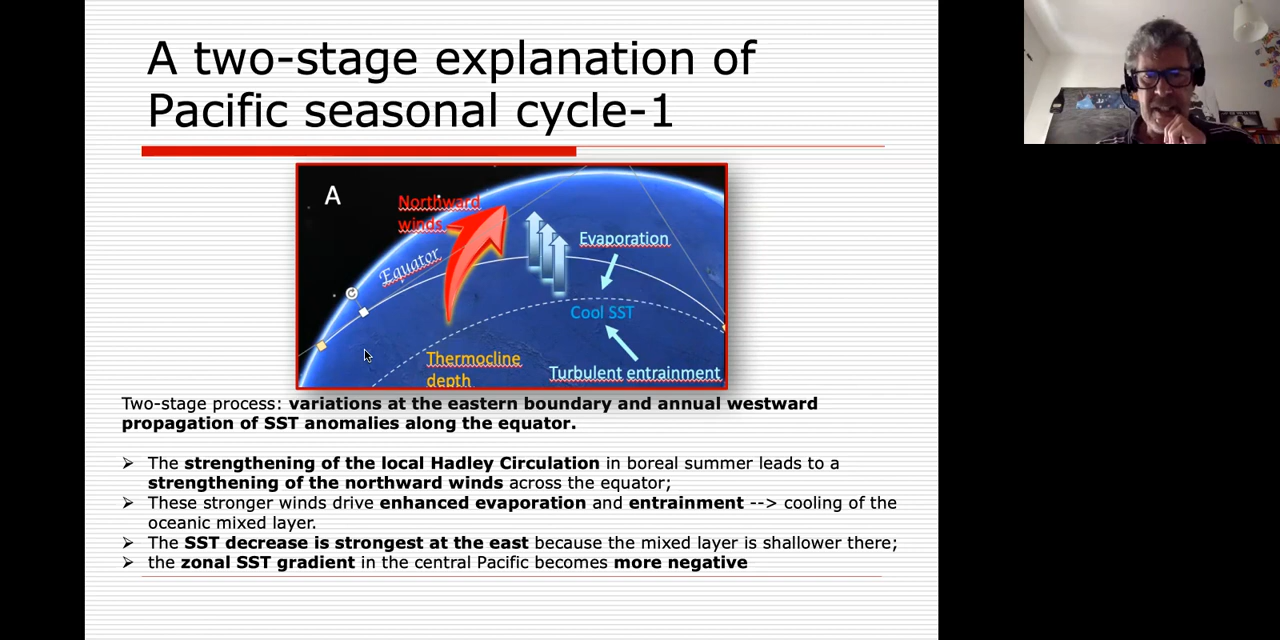 A two-stage explanation of
Pacific seasonal cycle-1
A
Northward
winds
Equator
Evaporation
Cool SST
Thermocline
depth
Turbulent entrainment
Two-stage process: variations at the eastern boundary and annual westward
propagation of SST anomalies along the equator.
➢ The strengthening of the local Hadley Circulation in boreal summer leads to a
strengthening of the northward winds across the equator;
➢ These stronger winds drive enhanced evaporation and entrainment --> cooling of the
oceanic mixed layer.
➢ The SST decrease is strongest at the east because the mixed layer is shallower there;
➢ the zonal SST gradient in the central Pacific becomes more negative